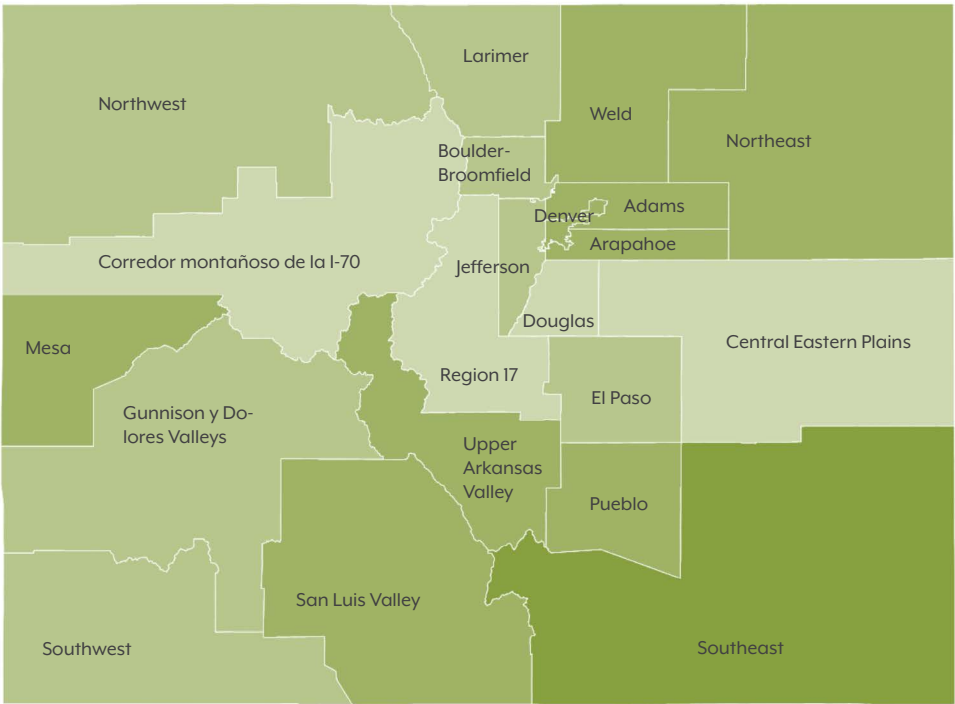 Larimer
Northwest
Weld
Northeast
Boulder-
Broomfield
Adams
Denver
Arapahoe
Corredor montañoso de la I-70
Jefferson
Douglas
Central Eastern Plains
Mesa
Region 17
El Paso
Gunnison y Do-
lores Valleys
Upper
Arkansas
Valley
Pueblo
San Luis Valley
Southwest
Southeast